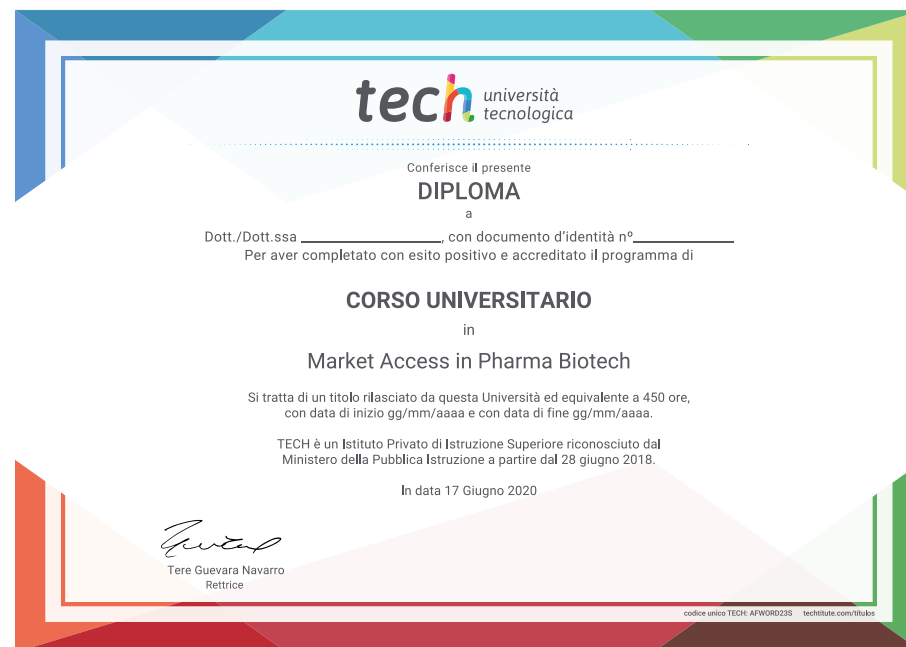 tech università
tecnologica
Conferisce il presente
DIPLOMA
a
Dott./Dott.ssa ____________________, con documento d'identità nº______________
Per aver completato con esito positivo e accreditato il programma di
CORSO UNIVERSITARIO
in
Market Access in Pharma Biotech
Si tratta di un titolo rilasciato da questa Università ed equivalente a 450 ore,
con data di inizio gg/mm/aaaa e con data di fine gg/mm/aaaa.
TECH è un Istituto Privato di Istruzione Superiore riconosciuto dal
Ministero della Pubblica Istruzione a partire dal 28 giugno 2018.
In data 17 Giugno 2020
Tere Guevara Navarro
Rettrice
codice unico TECH: AFWORD23S techtitute.com/títulos